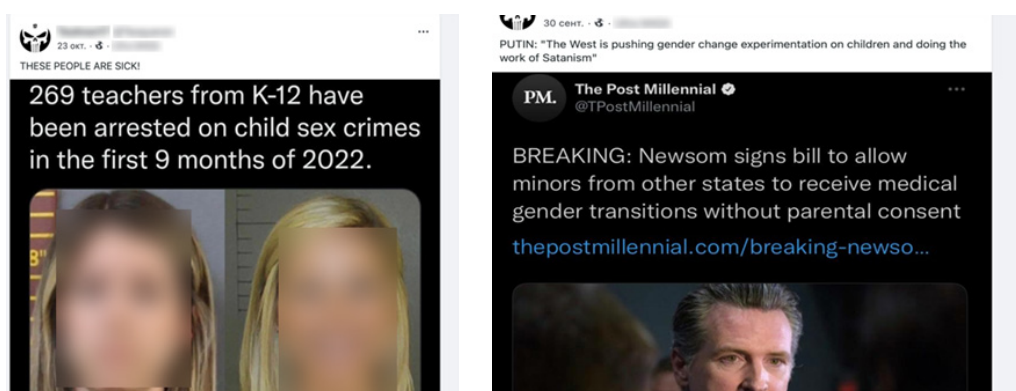 23 окт.
THESE PEOPLE ARE SICK!
269 teachers from K-12 have
been arrested on child sex crimes
in the first 9 months of 2022.
8"
30 сент.
PUTIN: "The West is pushing gender change experimentation on children and doing the
work of Satanism"
PM.
The Post Millennial
@TPostMillennial
BREAKING: Newsom signs bill to allow
minors from other states to receive medical
gender transitions without parental consent
thepostmillennial.com/breaking-newso...